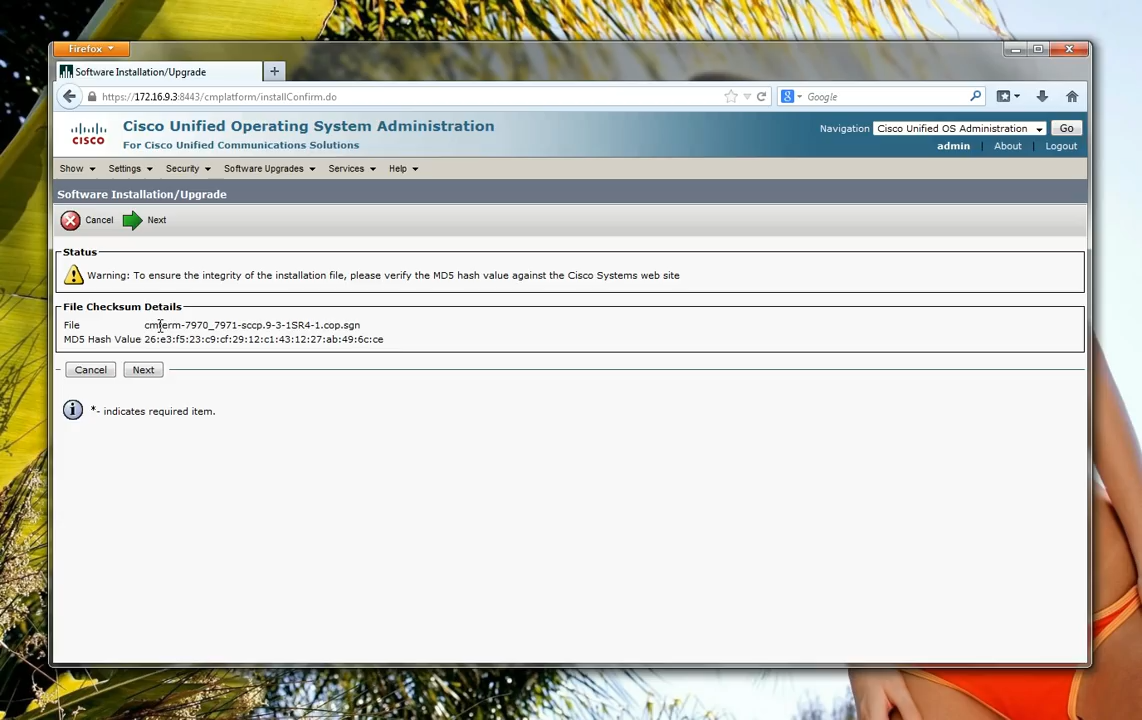 Firefox
Software Installation/Upgrade
https://172.16.9.3:8443/cmplatform/installConfirm.do
Google
CISCO
Cisco Unified Operating System Administration
For Cisco Unified Communications Solutions
Navigation Cisco Unified OS Administration Go
admin | About | Logout
Show Settings Security Software Upgrades Services Help
Software Installation/Upgrade
Cancel Next
Status
Warning: To ensure the integrity of the installation file, please verify the MD5 hash value against the Cisco Systems web site
File Checksum Details
File cmterm-7970_7971-sccp.9-3-1SR4-1.cop.sgn
MD5 Hash Value 26:e3:f5:23:c9:cf:29:12:c1:43:12:27:ab:49:6c:ce
Cancel Next
*- indicates required item.